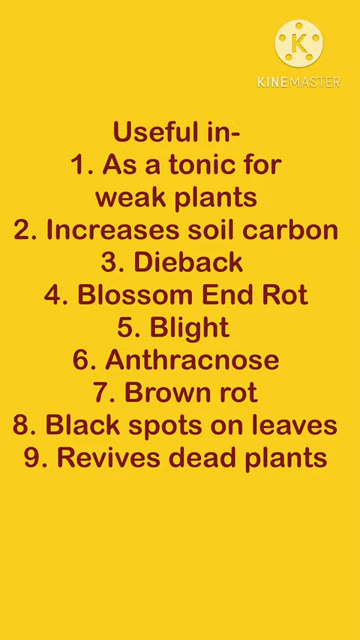 K
KINEMASTER
Useful in-
1. As a tonic for
weak plants
2. Increases soil carbon
3. Dieback
4. Blossom End Rot
5. Blight
6. Anthracnose
7. Brown rot
8. Black spots on leaves
9. Revives dead plants